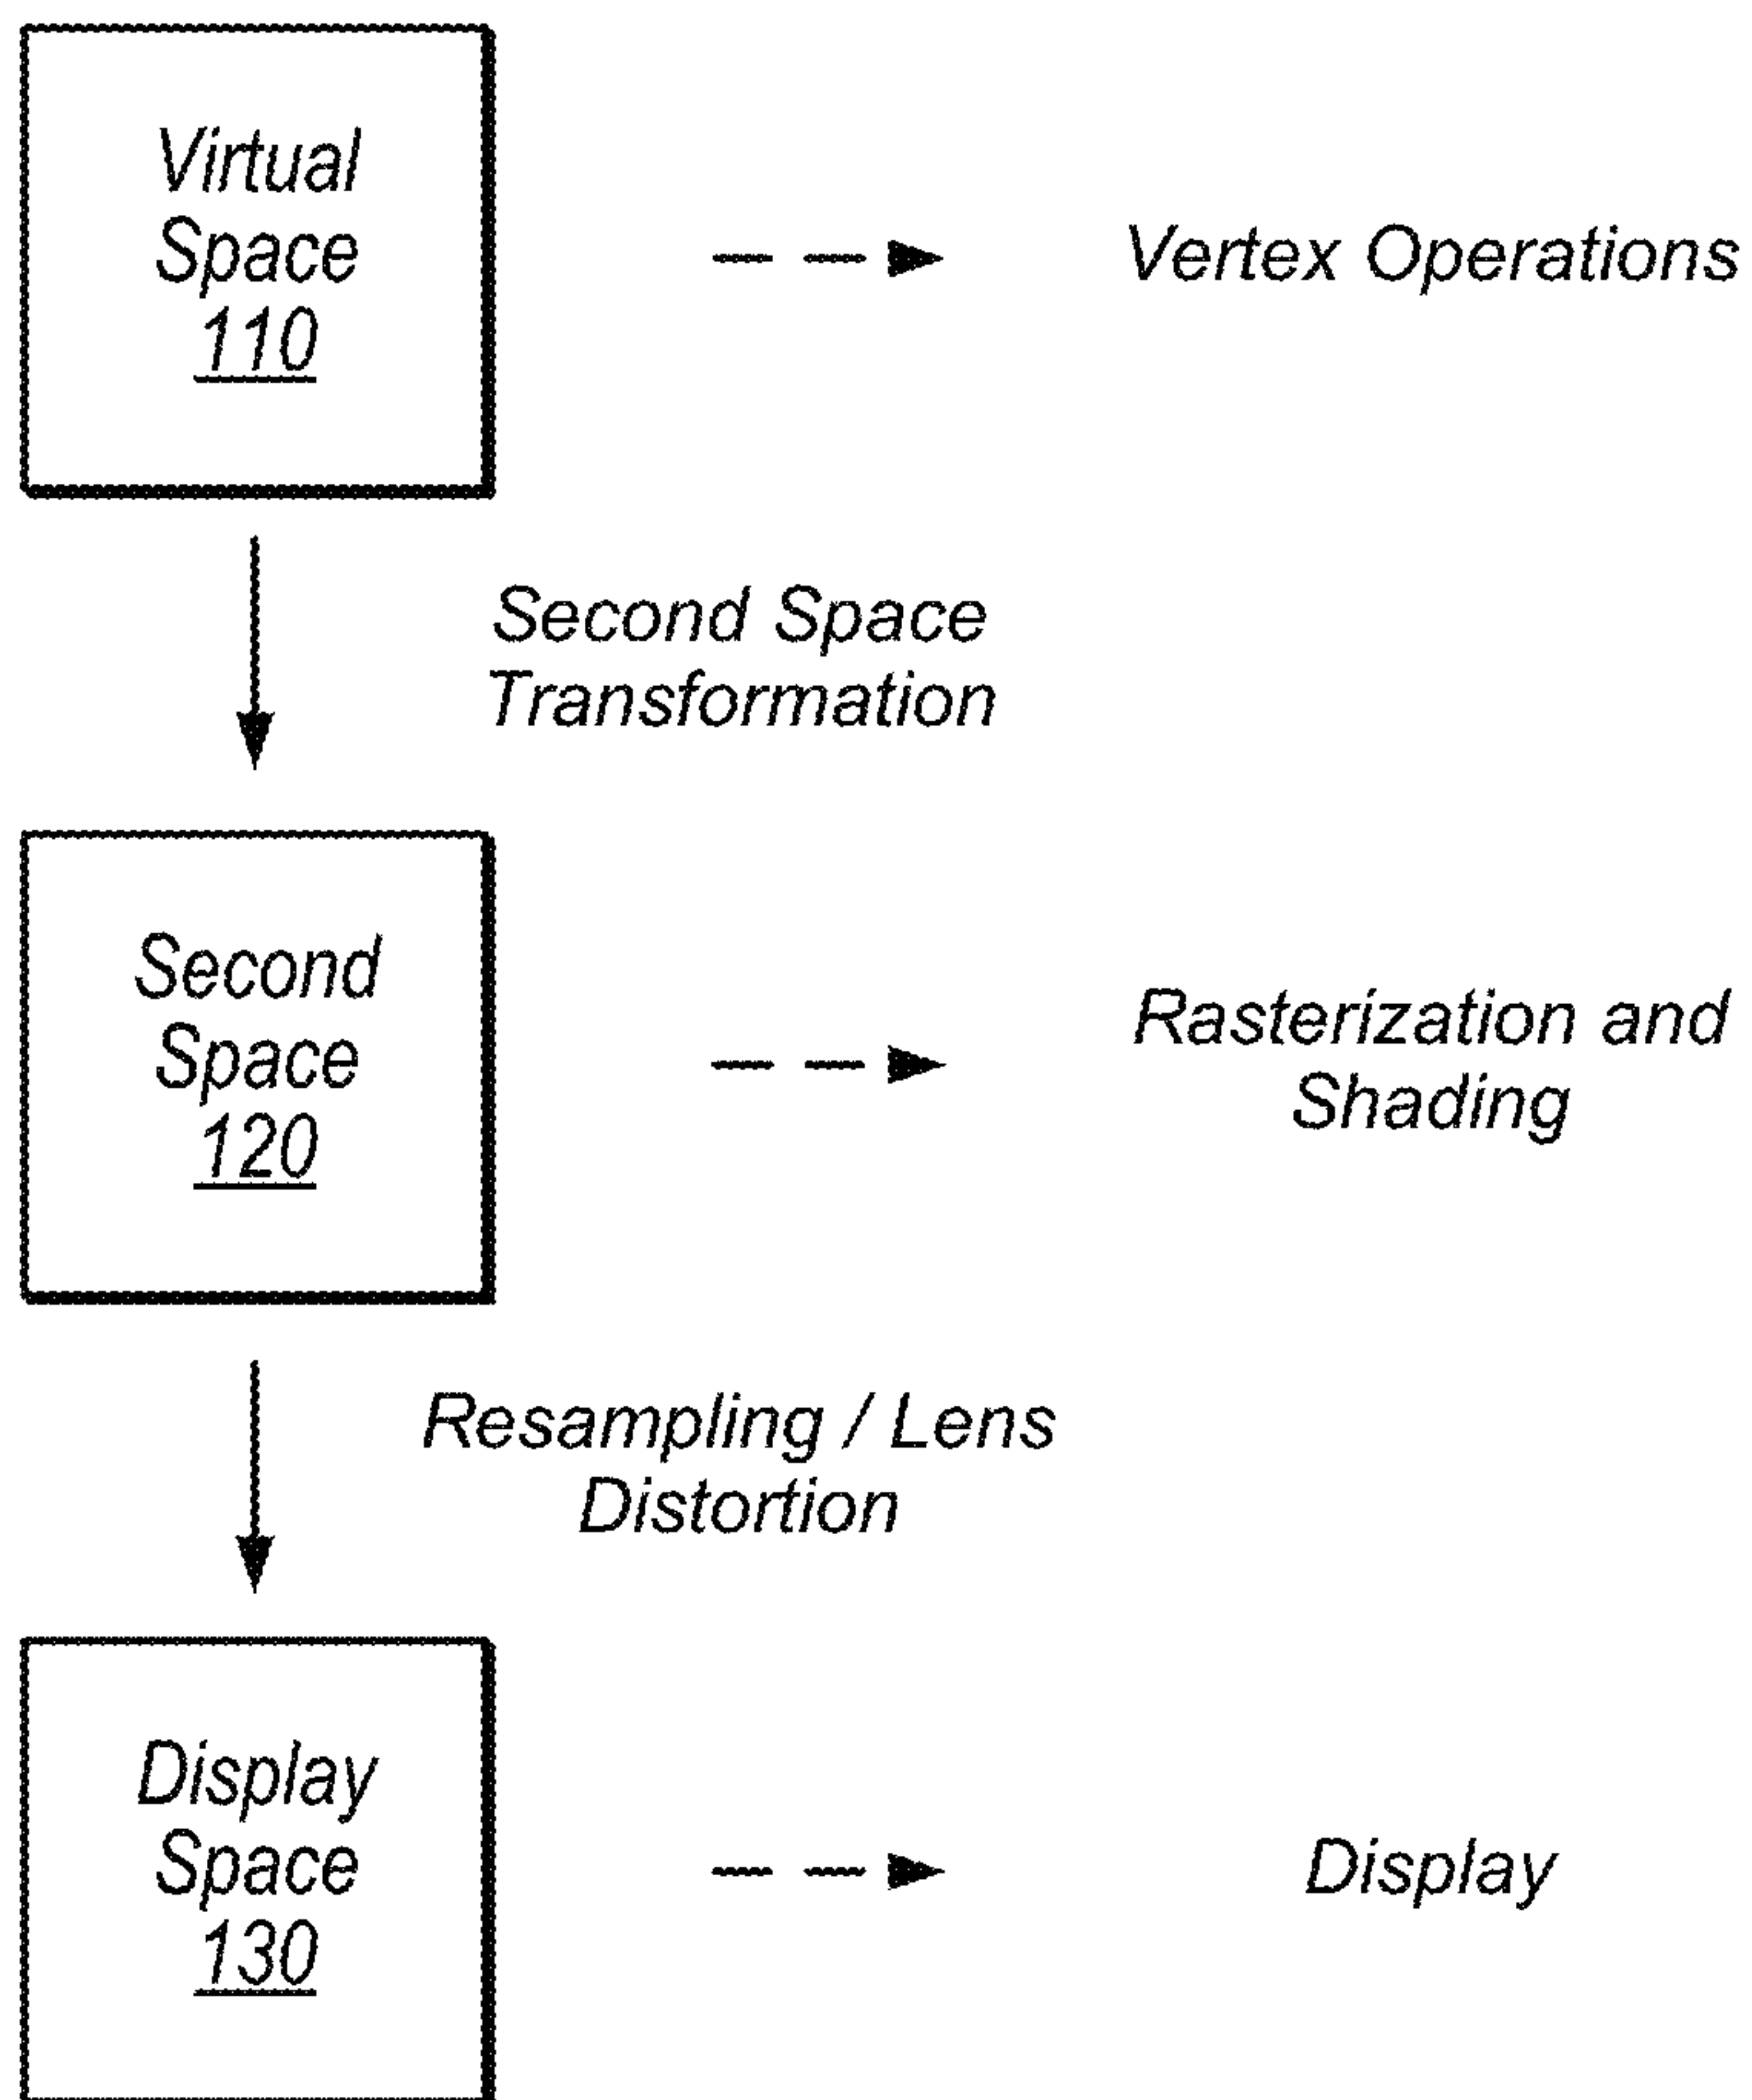 Virtual
Space
110
Vertex Operations
Second Space
Transformation
Second
Space
120
Rasterization and
Shading
Resampling / Lens
Distortion
Display
Space
130
Display